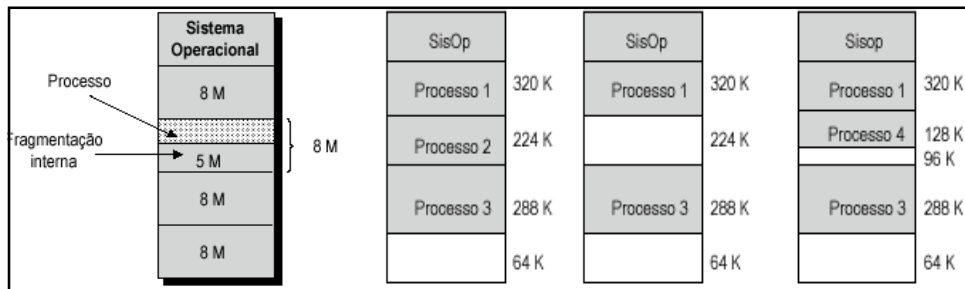 Sistema
Operacional
8 M
Processo
Fragmentação
interna
5 M
8 M
8 M
8 M
SisOp
Processo 1
320 K
Processo 2
224 K
Processo 3
288 K
64 K
SisOp
Processo 1
320 K
224 K
Processo 3
288 K
64 K
Sisop
Processo 1
320 K
Processo 4
128 K
96 K
Processo 3
288 K
64 K